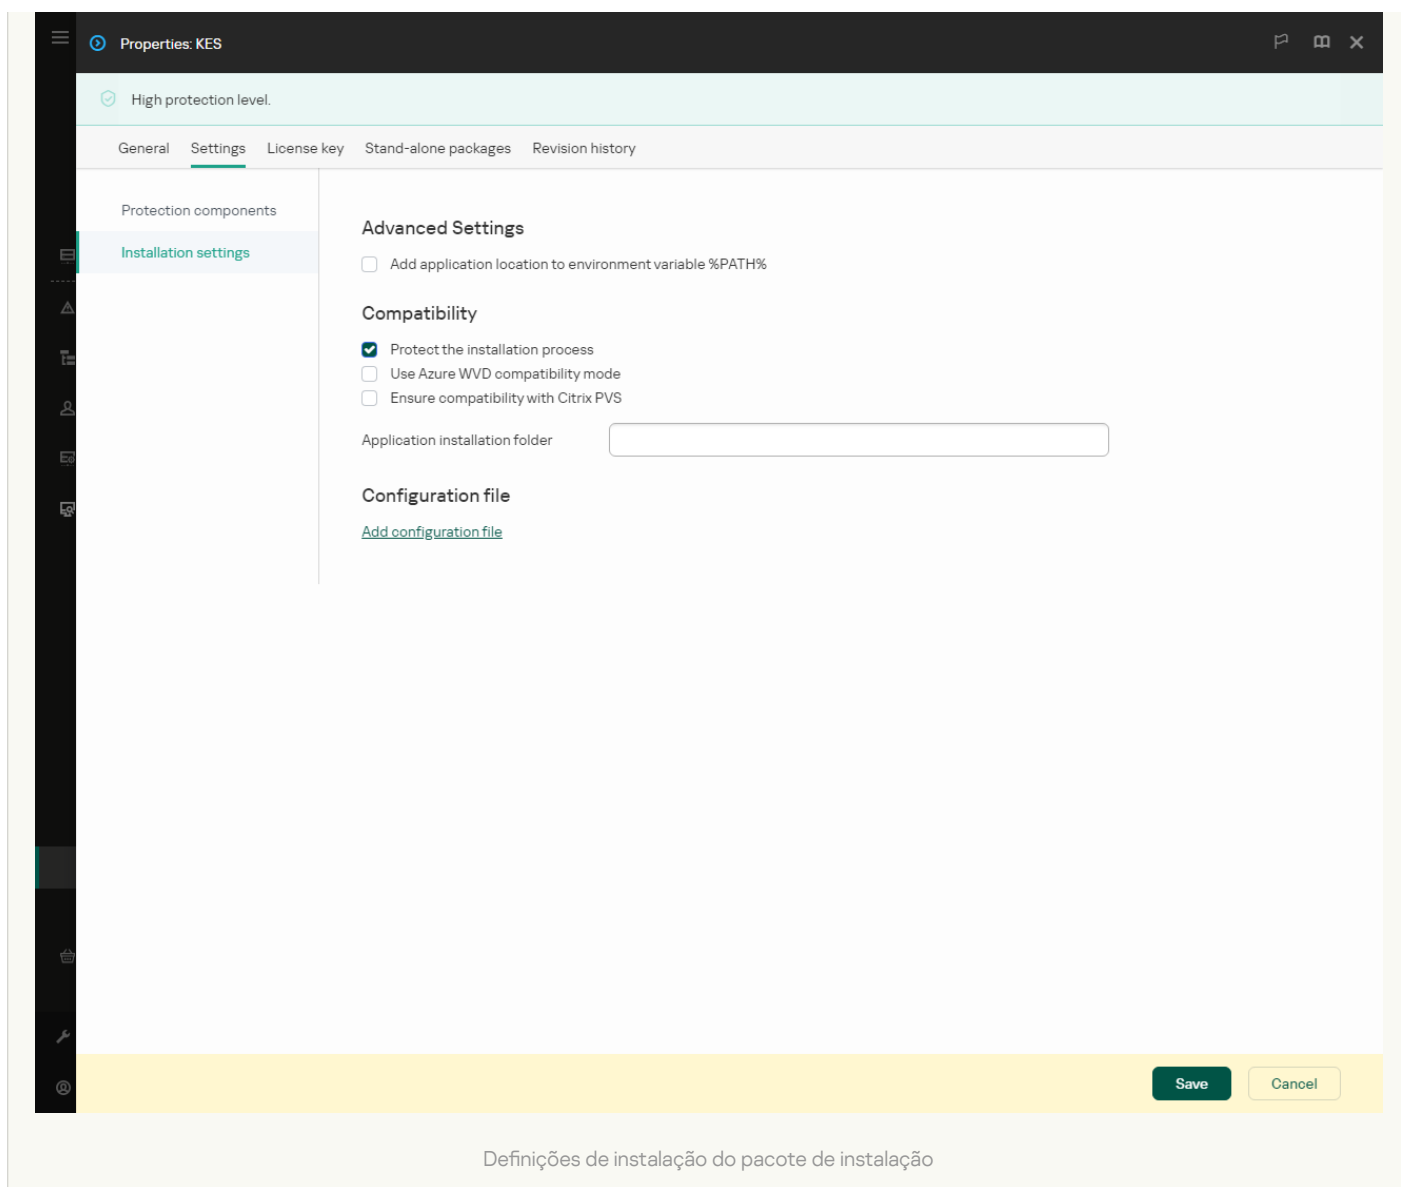 Properties: KES
High protection level.
General Settings License key Stand-alone packages Revision history
Protection components
Installation settings
Advanced Settings
Add application location to environment variable %PATH%
Compatibility
Protect the installation process
Use Azure WVD compatibility mode
Ensure compatibility with Citrix PVS
Application installation folder
Configuration file
Add configuration file
Save Cancel
Definições de instalação do pacote de instalação